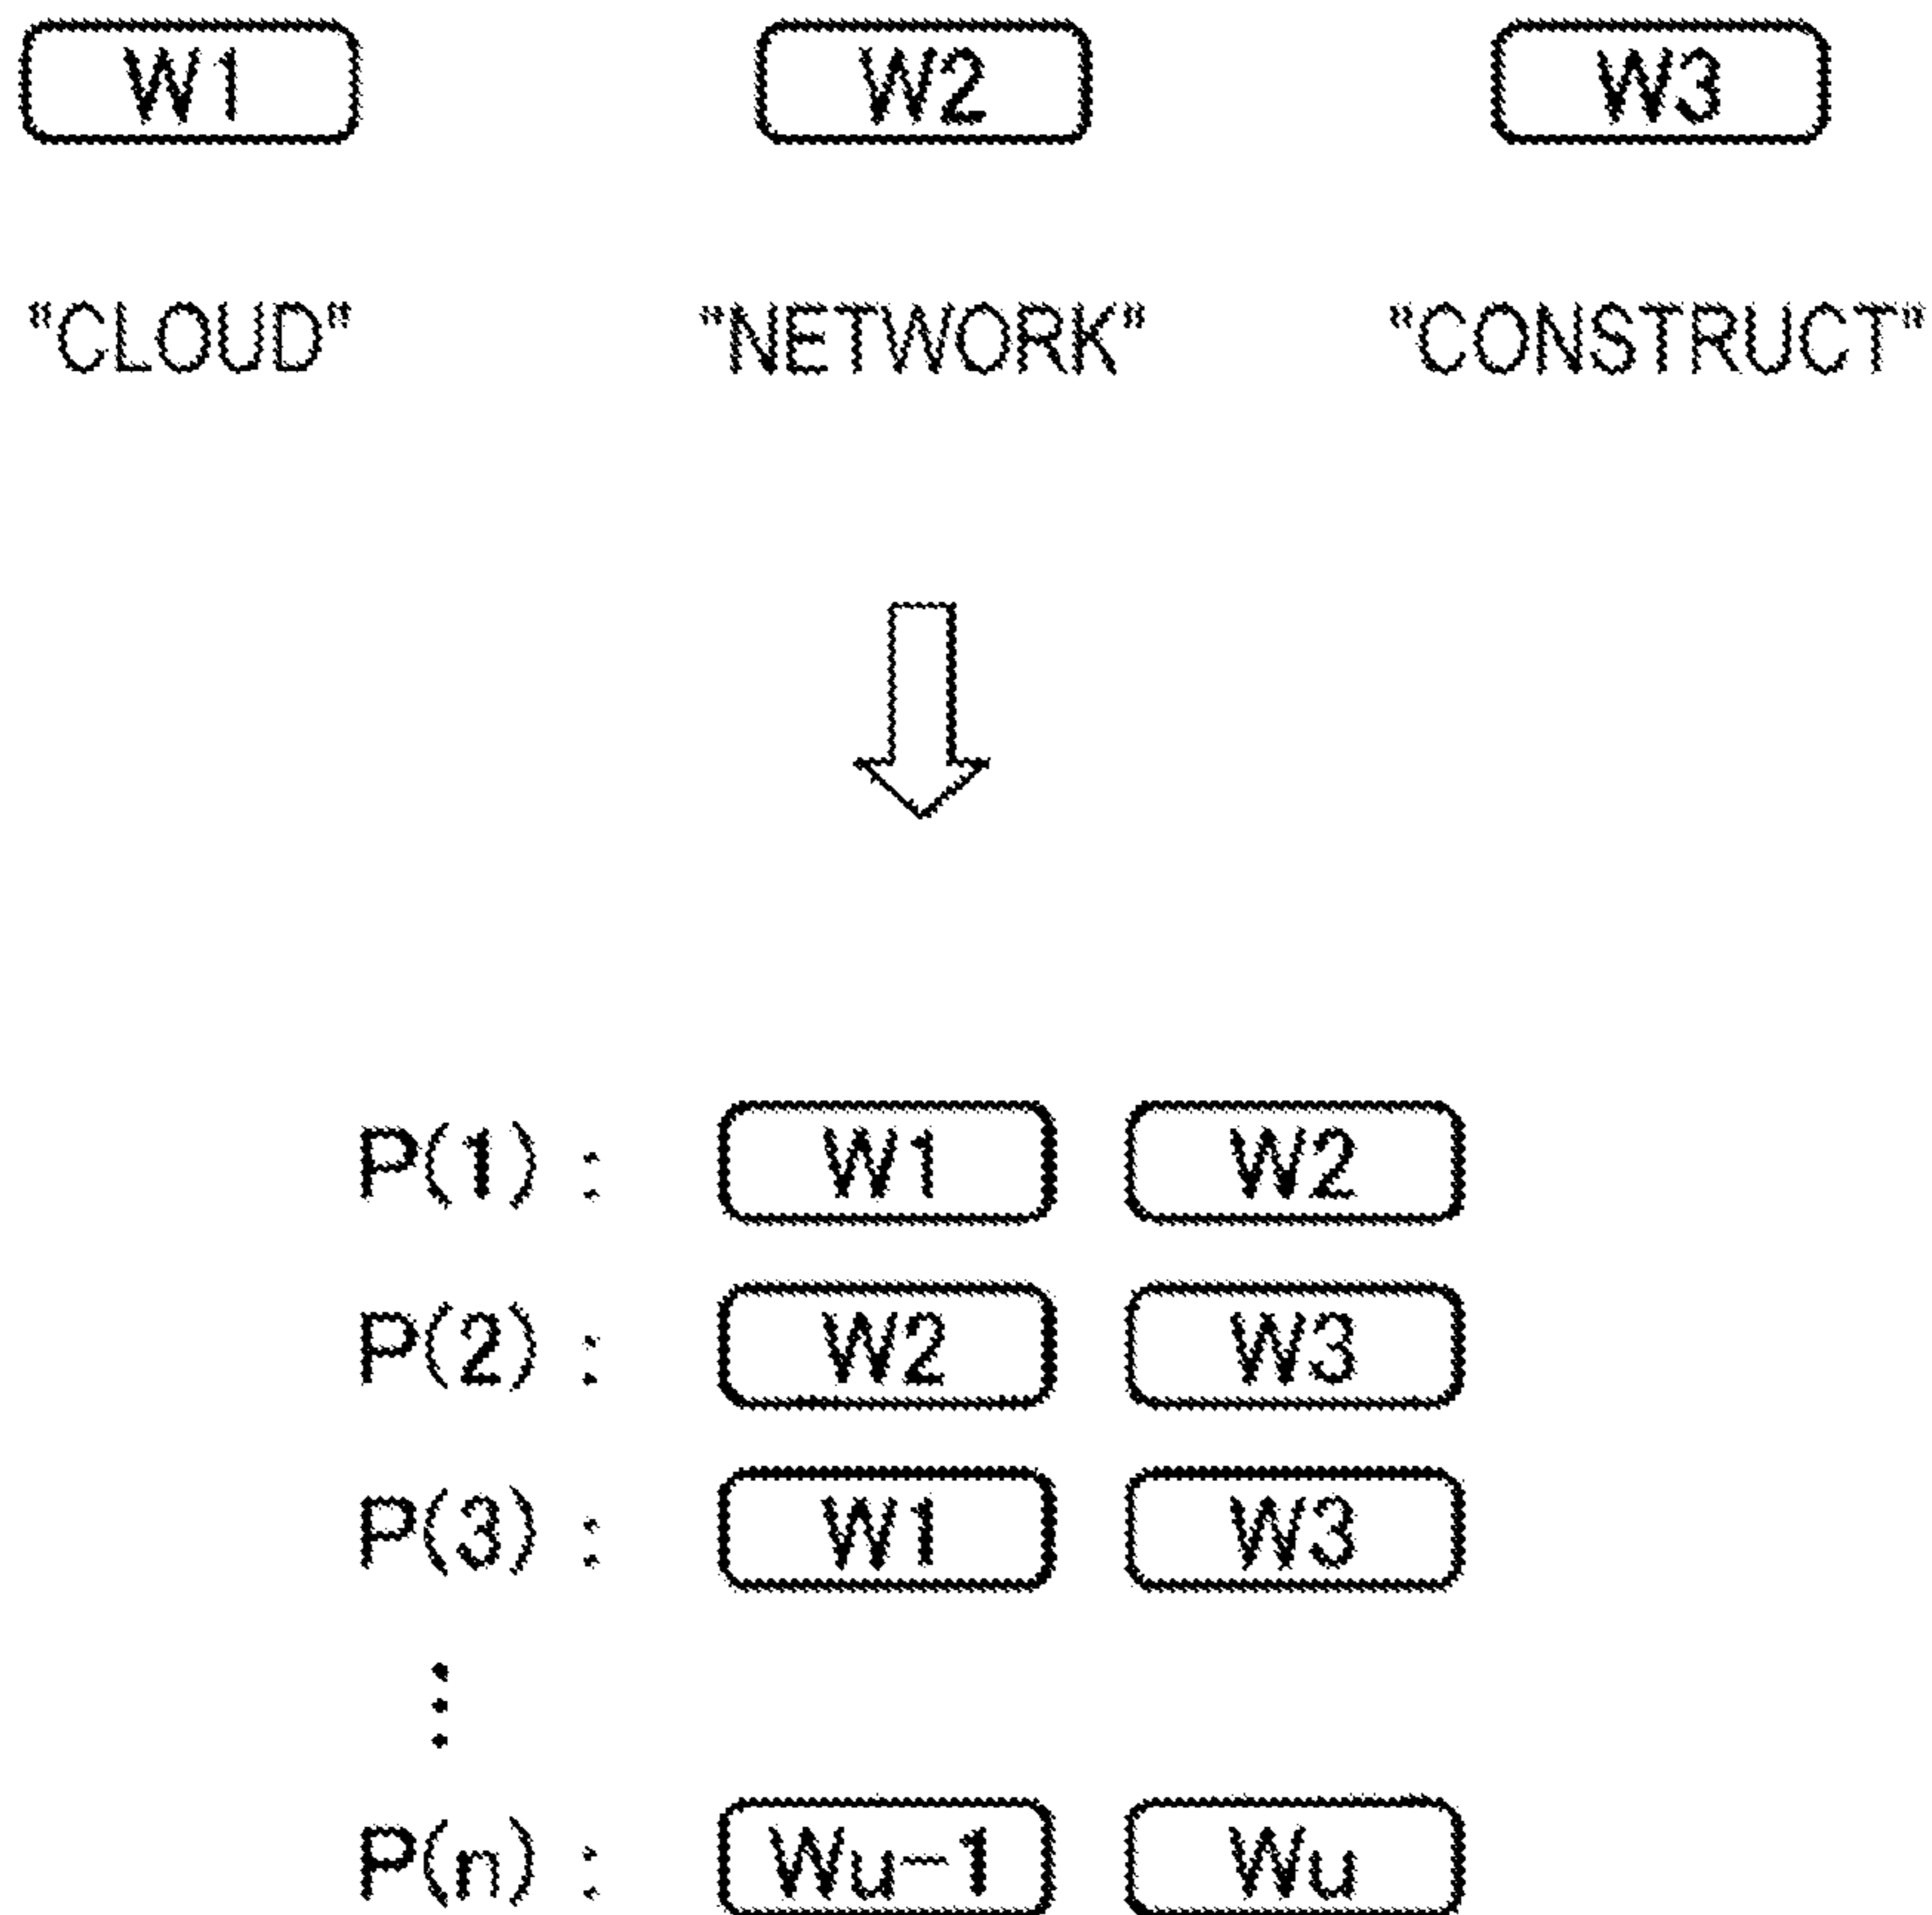 W1 W2 W3
"CLOUD" "NETWORK" "CONSTRUCT"
P(1) : W1 W2
P(2) : W2 W3
P(3) : W1 W3
⋮
P(n) : Wu-1 Wu